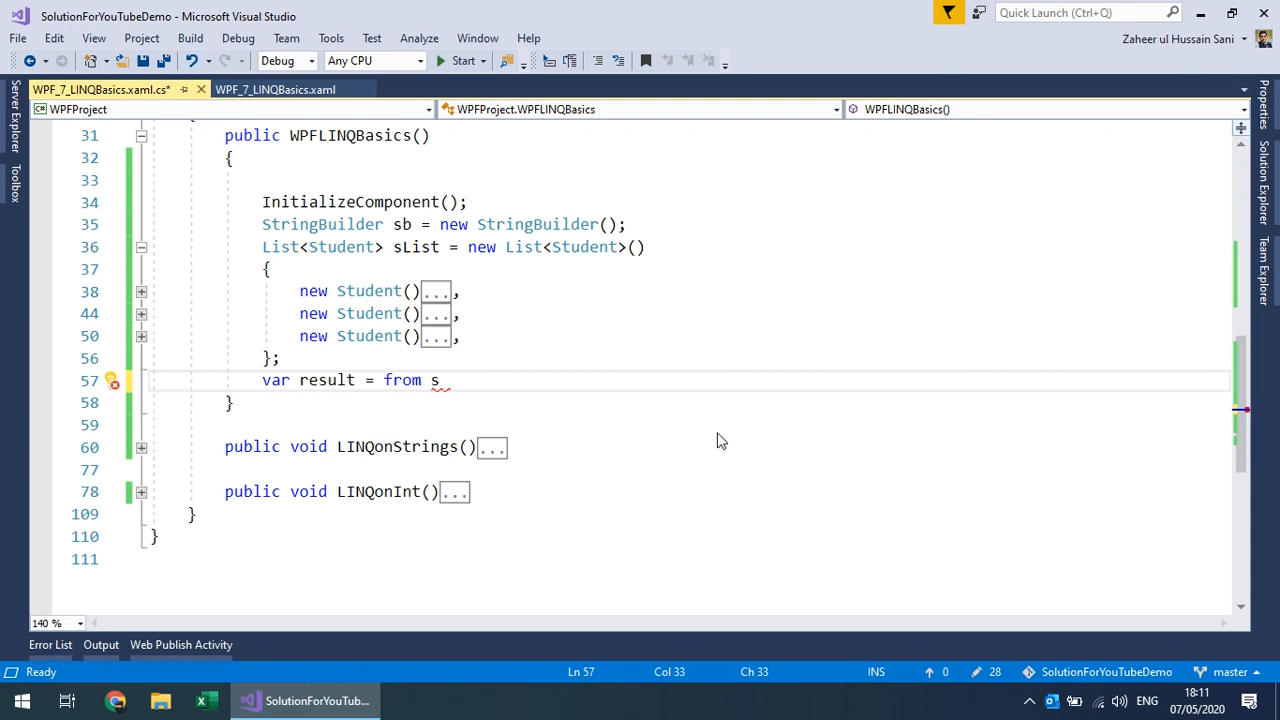 SolutionForYouTubeDemo - Microsoft Visual Studio
Quick Launch (Ctrl+Q)
File Edit View Project Build Debug Team Tools Test Analyze Window Help
Zaheer ul Hussain Sani
Debug Any CPU Start
WPF_7_LINQBasics.xaml.cs* WPF_7_LINQBasics.xaml
WPFProject WPFProject.WPFLINQBasics WPFLINQBasics()
Server Explorer
Toolbox
Properties
Solution Explorer
Team Explorer
31 public WPFLINQBasics()
32 {
33
34 InitializeComponent();
35 StringBuilder sb = new StringBuilder();
36 List<Student> sList = new List<Student>()
37 {
38 new Student()...,
44 new Student()...,
50 new Student()...,
56 };
57 var result = from s
58 }
59
60 public void LINQonStrings()...
77
78 public void LINQonInt()...
109 }
110 }
111
140 %
Error List Output Web Publish Activity
Ready Ln 57 Col 33 Ch 33 INS 0 28 SolutionForYouTubeDemo master
SolutionForYouTub... ENG 18:11
07/05/2020